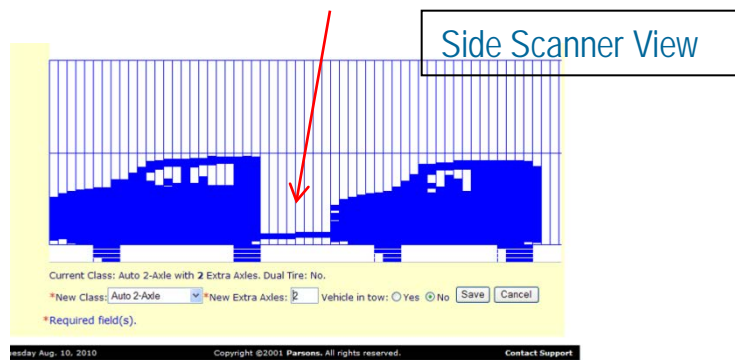 Side Scanner View
Current Class: Auto 2-Axle with 2 Extra Axles. Dual Tire: No.
*New Class: Auto 2-Axle *New Extra Axles: 2 Vehicle in tow: Yes No Save Cancel
*Required field(s).
esday Aug. 10, 2010 Copyright ©2001 Parsons. All rights reserved. Contact Support